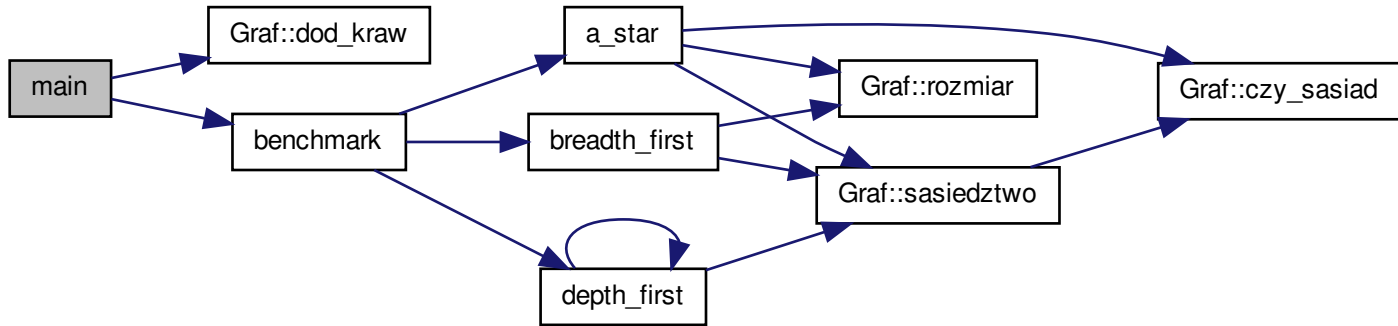 main
Graf::dod_kraw
benchmark
a_star
breadth_first
depth_first
Graf::rozmiar
Graf::sasiedztwo
Graf::czy_sasiad